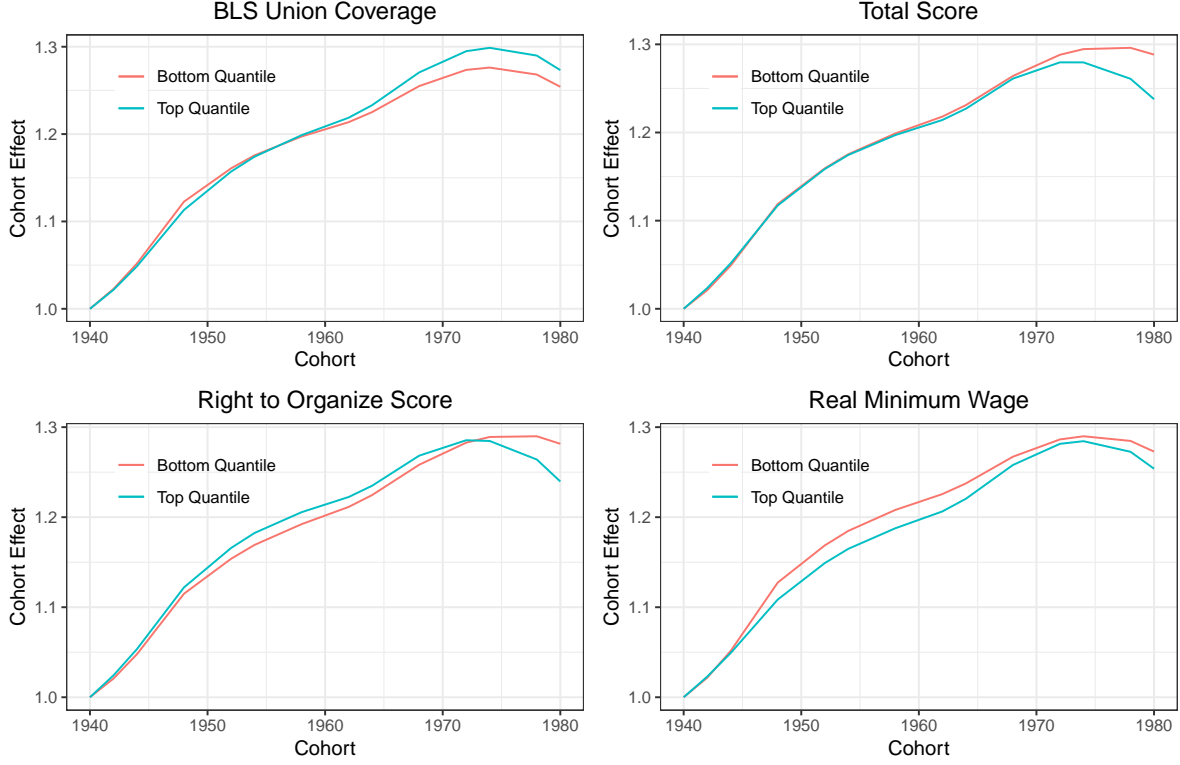 BLS Union Coverage
Cohort Effect
1.3
1.2
1.1
1.0
Bottom Quantile
Top Quantile
1940 1950 1960 1970 1980
Cohort
Total Score
Cohort Effect
1.3
1.2
1.1
1.0
Bottom Quantile
Top Quantile
1940 1950 1960 1970 1980
Cohort
Right to Organize Score
Cohort Effect
1.3
1.2
1.1
1.0
Bottom Quantile
Top Quantile
1940 1950 1960 1970 1980
Cohort
Real Minimum Wage
Cohort Effect
1.3
1.2
1.1
1.0
Bottom Quantile
Top Quantile
1940 1950 1960 1970 1980
Cohort